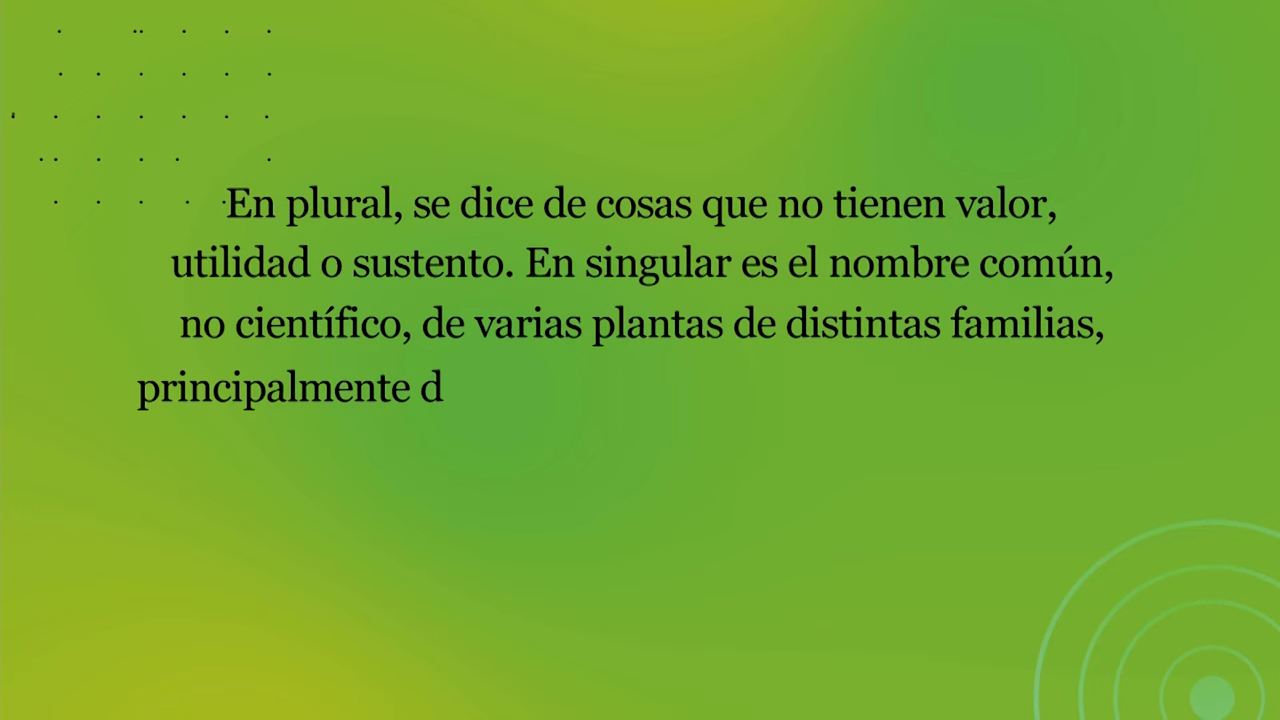 En plural, se dice de cosas que no tienen valor,
utilidad o sustento. En singular es el nombre común,
no científico, de varias plantas de distintas familias,
principalmente d